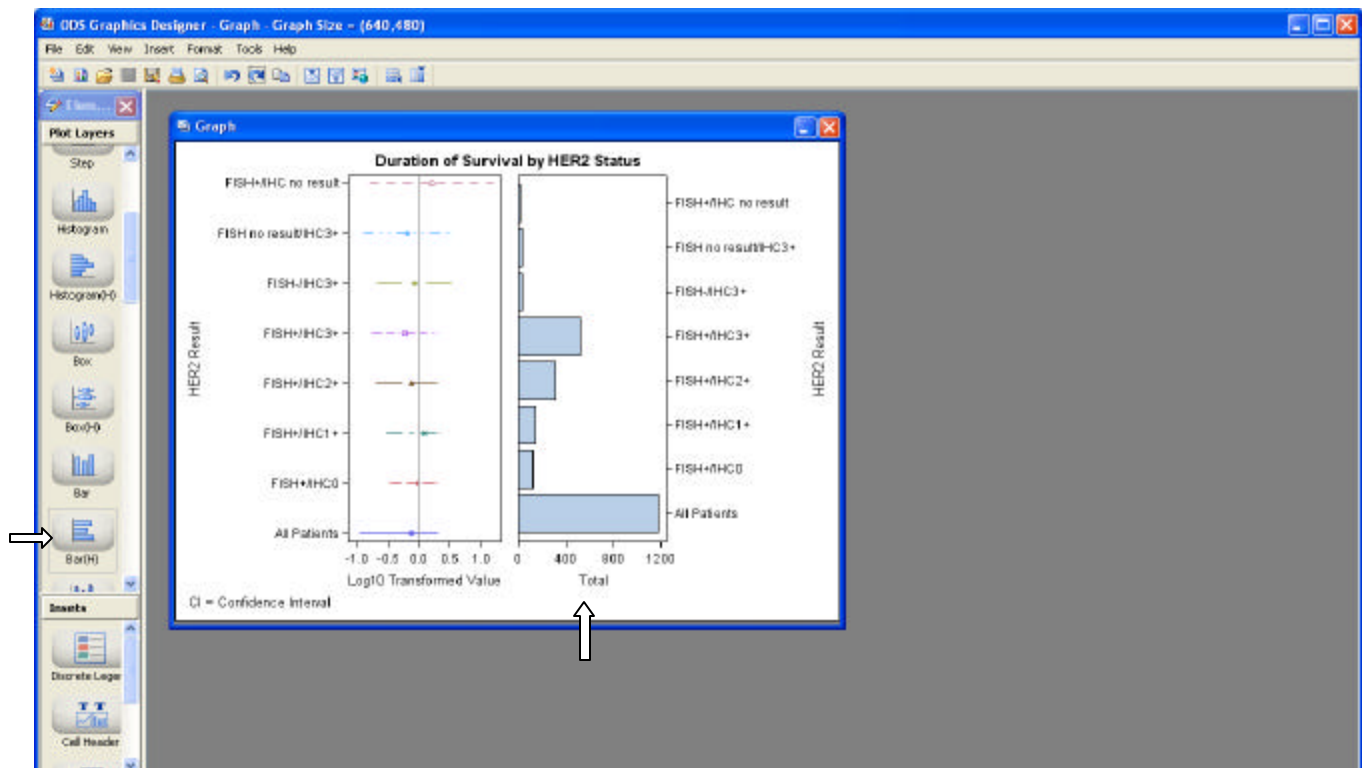 ODS Graphics Designer - Graph - Graph Size = (640,480)
File Edit View Insert Format Tools Help
Plot Layers
Step
Histogram
Histogram(H)
Box
Box(H)
Bar
Bar(H)
Insets
Discrete Leger
Cell Header
Graph
Duration of Survival by HER2 Status
HER2 Result
FISH+/IHC no result
FISH no result/IHC3+
FISH-/IHC3+
FISH+/IHC3+
FISH+/IHC2+
FISH+/IHC1+
FISH+/IHC0
All Patients
-1.0 -0.5 0.0 0.5 1.0
Log10 Transformed Value
0 400 800 1200
Total
FISH+/IHC no result
FISH no result/IHC3+
FISH-/IHC3+
FISH+/IHC3+
FISH+/IHC2+
FISH+/IHC1+
FISH+/IHC0
All Patients
HER2 Result
CI = Confidence Interval